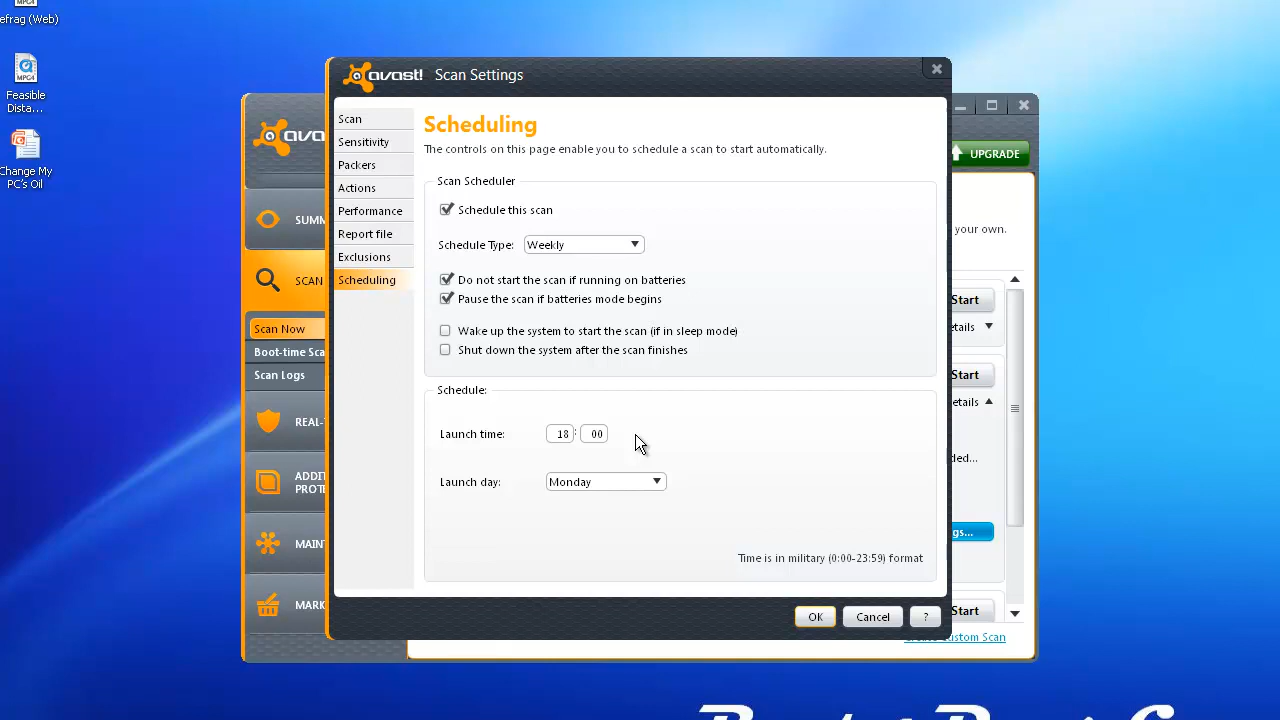 efrag (Web)
Feasible
Dista...
Change My
PC's Oil
avast! Scan Settings
Scan
Sensitivity
Packers
Actions
Performance
Report file
Exclusions
Scheduling
Scheduling
The controls on this page enable you to schedule a scan to start automatically.
Scan Scheduler
Schedule this scan
Schedule Type: Weekly
Do not start the scan if running on batteries
Pause the scan if batteries mode begins
Wake up the system to start the scan (if in sleep mode)
Shut down the system after the scan finishes
Schedule:
Launch time: 18 : 00
Launch day: Monday
Time is in military (0:00-23:59) format
OK Cancel ?
ava
SUMM
SCAN
Scan Now
Boot-time Sca
Scan Logs
REAL-
ADDI
PROT
MAIN
MARK
UPGRADE
your own.
Start
etails
Start
etails
ded...
gs...
Start
Create Custom Scan